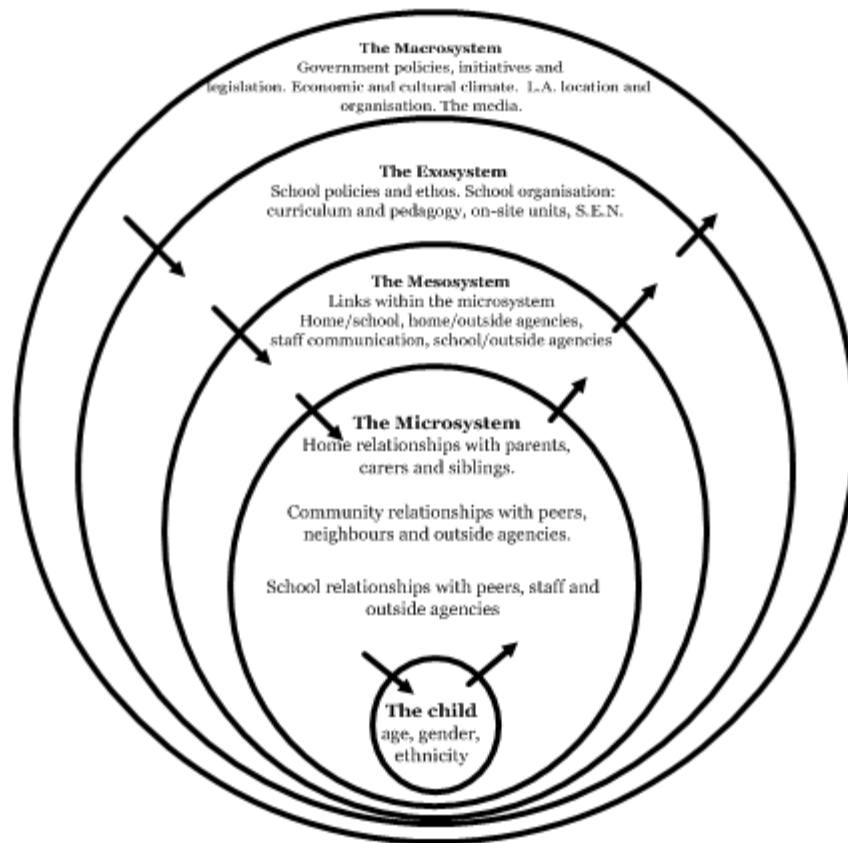 The Macrosystem
Government policies, initiatives and
legislation. Economic and cultural climate. L.A. location and
organisation. The media.
The Exosystem
School policies and ethos. School organisation:
curriculum and pedagogy, on-site units, S.E.N.
The Mesosystem
Links within the microsystem
Home/school, home/outside agencies,
staff communication, school/outside agencies
The Microsystem
Home relationships with parents,
carers and siblings.
Community relationships with peers,
neighbours and outside agencies.
School relationships with peers, staff and
outside agencies
The child
age, gender,
ethnicity